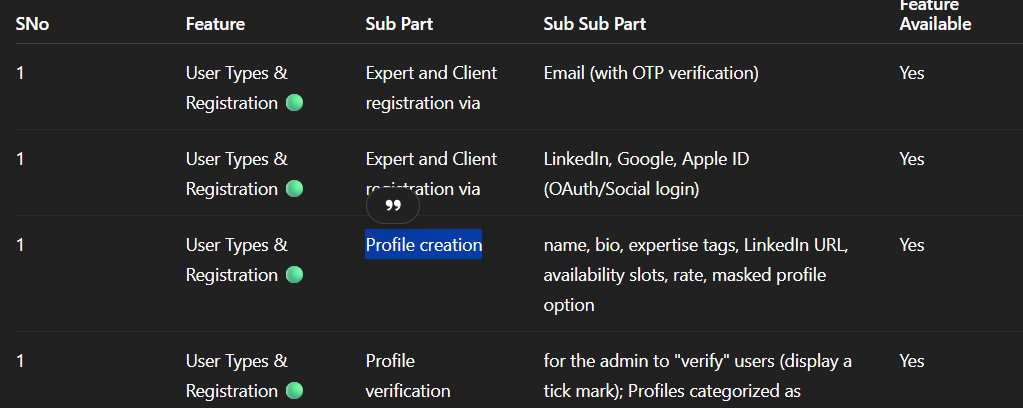 Feature
SNo Feature Sub Part Sub Sub Part Available
1 User Types & Expert and Client Email (with OTP verification) Yes
Registration registration via
1 User Types & Expert and Client LinkedIn, Google, Apple ID Yes
Registration registration via (OAuth/Social login)
1 User Types & Profile creation name, bio, expertise tags, LinkedIn URL, Yes
Registration availability slots, rate, masked profile
option
1 User Types & Profile for the admin to "verify" users (display a Yes
Registration verification tick mark); Profiles categorized as